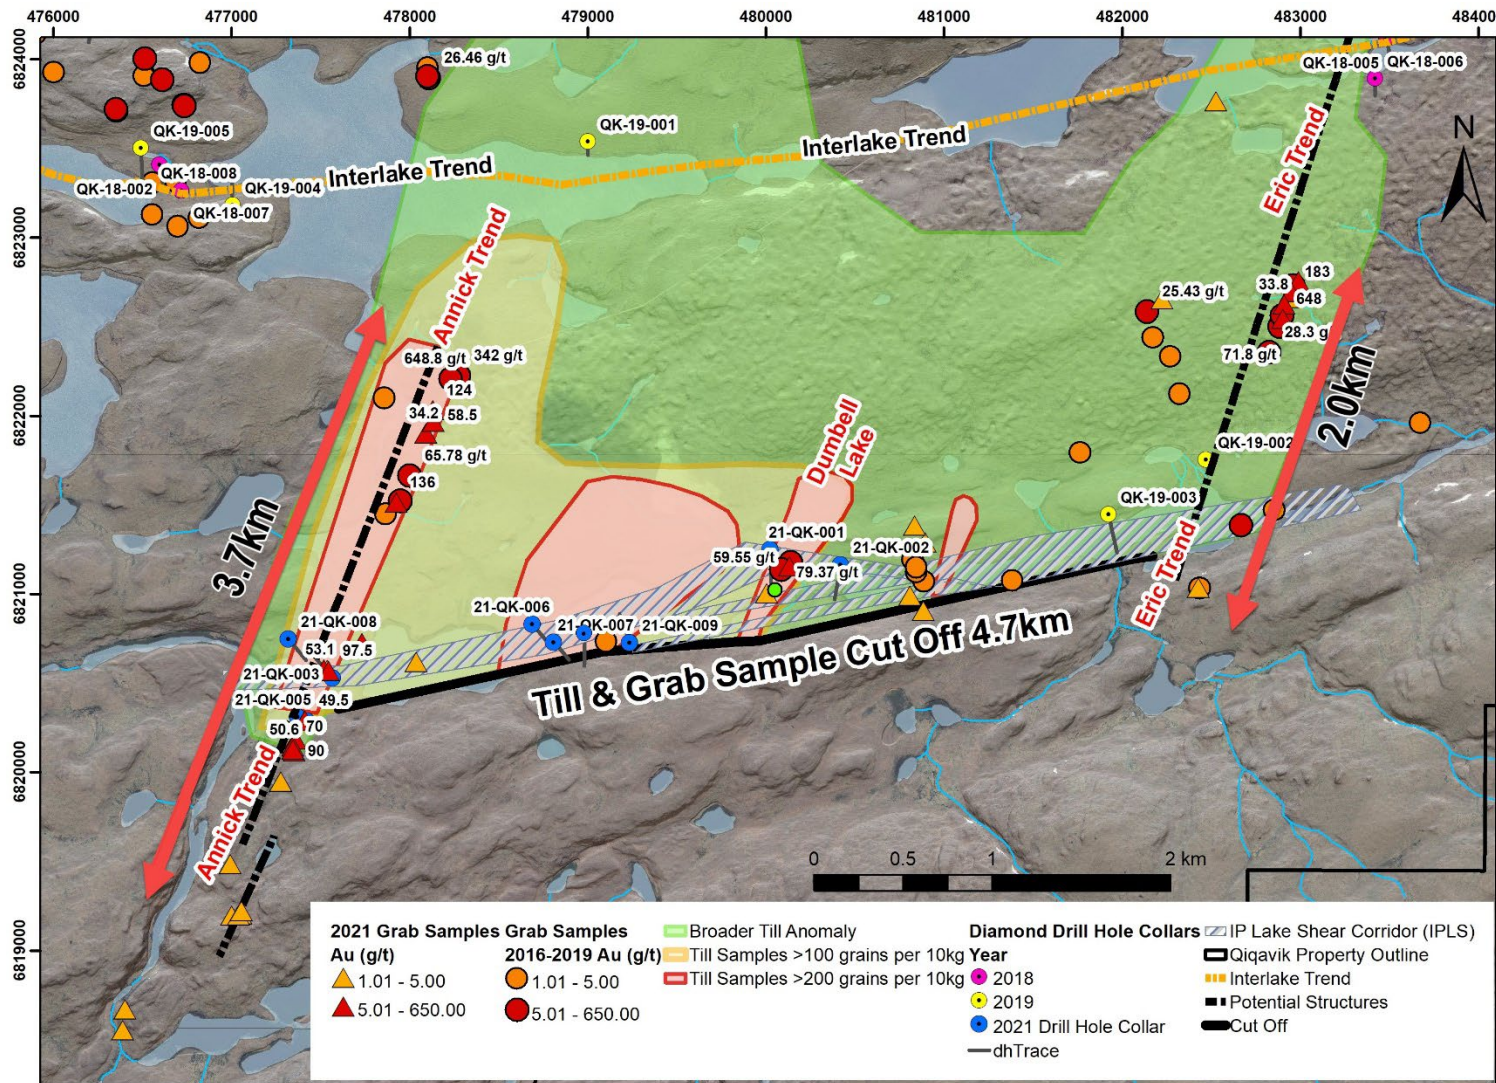 476000
477000
478000
479000
480000
481000
482000
483000
48400
6824000
6823000
6822000
6821000
6820000
6819000
26.46 g/t
QK-19-005
QK-19-001
QK-18-005
QK-18-006
QK-18-008
QK-18-002
QK-19-004
QK-18-007
Interlake Trend
Interlake Trend
Eric Trend
N
Annick Trend
183
33.8
648
25.43 g/t
28.3 g
71.8 g/t
648.8 g/t
342 g/t
124
34.2
58.5
65.78 g/t
136
3.7km
2.0km
Dumbell
Lake
QK-19-002
QK-19-003
21-QK-001
21-QK-002
59.55 g/t
79.37 g/t
Eric Trend
21-QK-006
21-QK-007
21-QK-009
21-QK-008
53.1
97.5
21-QK-003
21-QK-005
49.5
50.6
70
90
Till & Grab Sample Cut Off 4.7km
Annick Trend
0
0.5
1
2 km
2021 Grab Samples
Au (g/t)
1.01 - 5.00
5.01 - 650.00
Grab Samples
2016-2019 Au (g/t)
1.01 - 5.00
5.01 - 650.00
Broader Till Anomaly
Till Samples >100 grains per 10kg
Till Samples >200 grains per 10kg
Diamond Drill Hole Collars
Year
2018
2019
2021 Drill Hole Collar
dhTrace
IP Lake Shear Corridor (IPLS)
Qiqavik Property Outline
Interlake Trend
Potential Structures
Cut Off